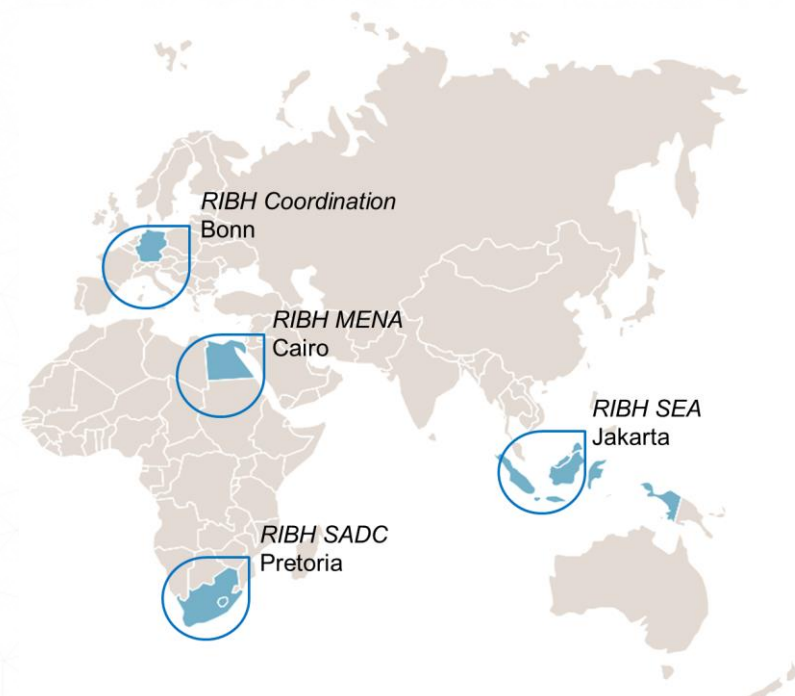 RIBH Coordination
Bonn
RIBH MENA
Cairo
RIBH SEA
Jakarta
RIBH SADC
Pretoria